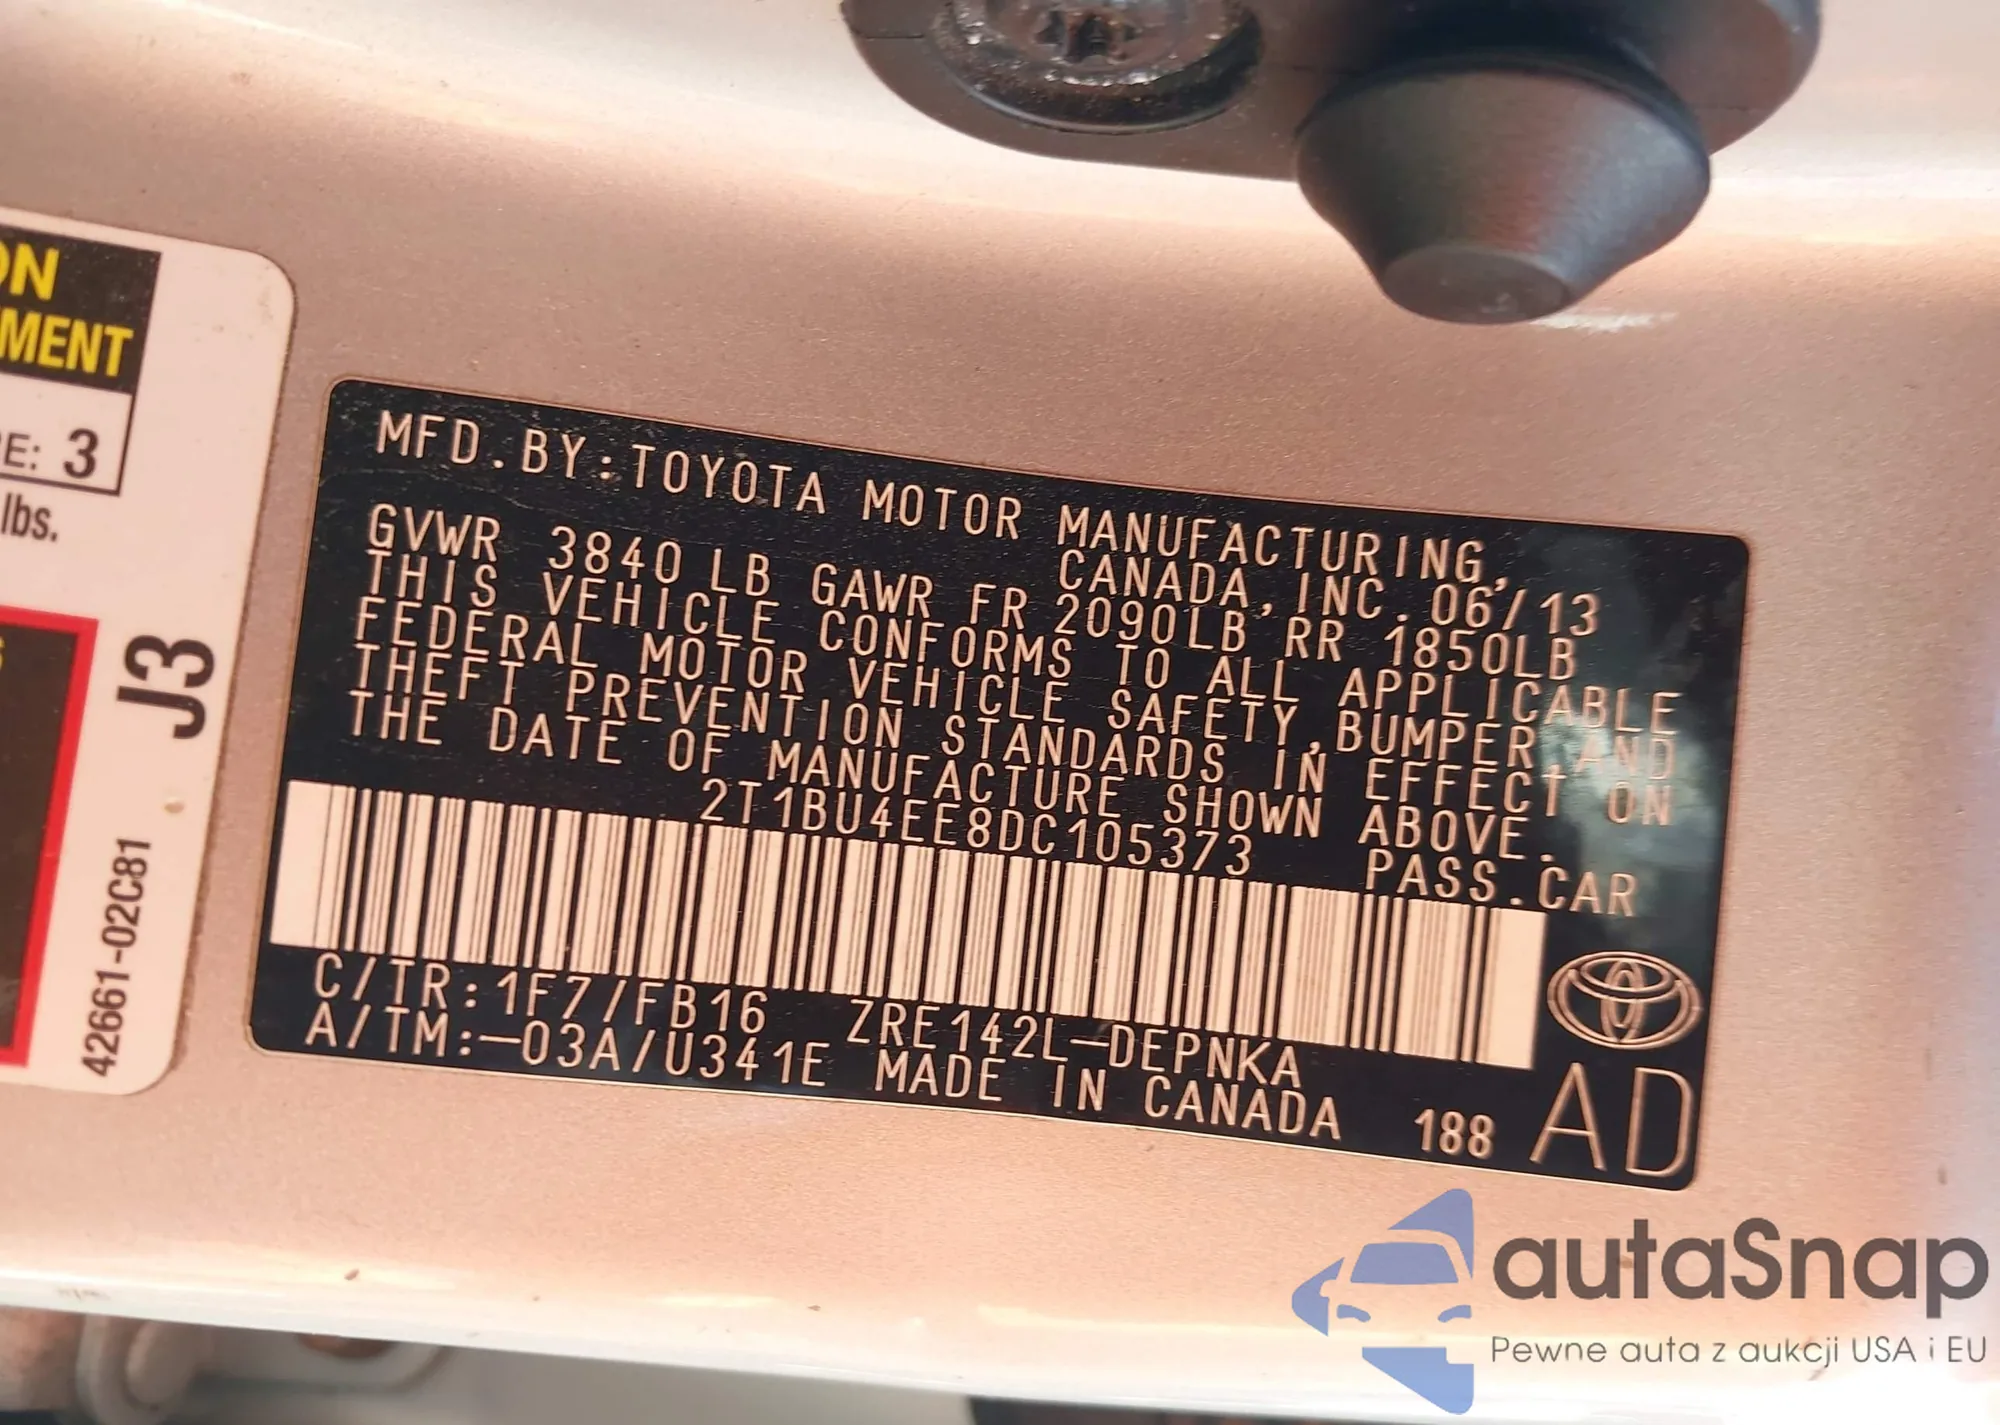 ON
MENT
E: 3
lbs.
J3
42661-02C81
MFD.BY:TOYOTA MOTOR MANUFACTURING,
CANADA,INC.06/13
GVWR 3840LB GAWR FR 2090LB RR 1850LB
THIS VEHICLE CONFORMS TO ALL APPLICABLE
FEDERAL MOTOR VEHICLE SAFETY,BUMPER,AND
THEFT PREVENTION STANDARDS IN EFFECT ON
THE DATE OF MANUFACTURE SHOWN ABOVE.
2T1BU4EE8DC105373 PASS.CAR
C/TR:1F7/FB16 ZRE142L-DEPNKA
A/TM:-03A/U341E MADE IN CANADA 188 AD
autaSnap
Pewne auta z aukcji USA i EU